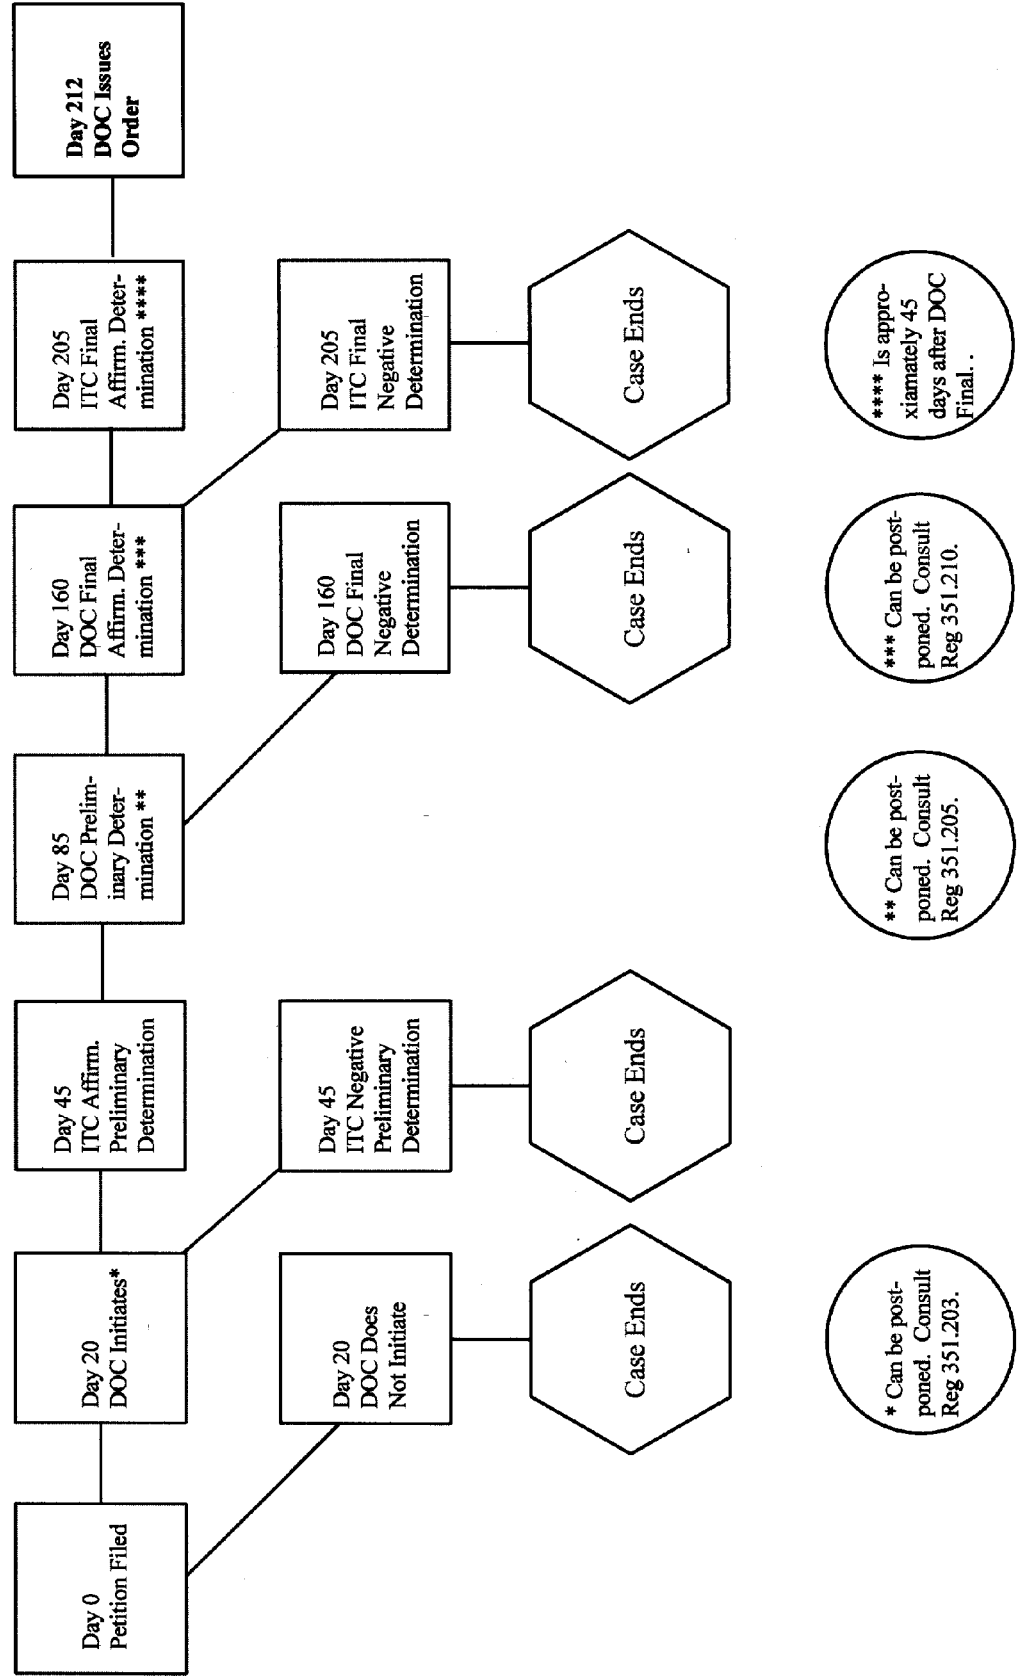 Day 0
Petition Filed
Day 20
DOC Initiates*
Day 45
ITC Affirm.
Preliminary
Determination
Day 85
DOC Prelim-
inary Deter-
mination **
Day 160
DOC Final
Affirm. Deter-
mination ***
Day 205
ITC Final
Affirm. Deter-
mination ****
Day 212
DOC Issues
Order
Day 20
DOC Does
Not Initiate
Day 45
ITC Negative
Preliminary
Determination
Day 160
DOC Final
Negative
Determination
Day 205
ITC Final
Negative
Determination
Case Ends
Case Ends
Case Ends
Case Ends
* Can be post-
poned. Consult
Reg 351.203.
** Can be post-
poned. Consult
Reg 351.205.
*** Can be post-
poned. Consult
Reg 351.210.
**** Is appro-
xiamately 45
days after DOC
Final. .